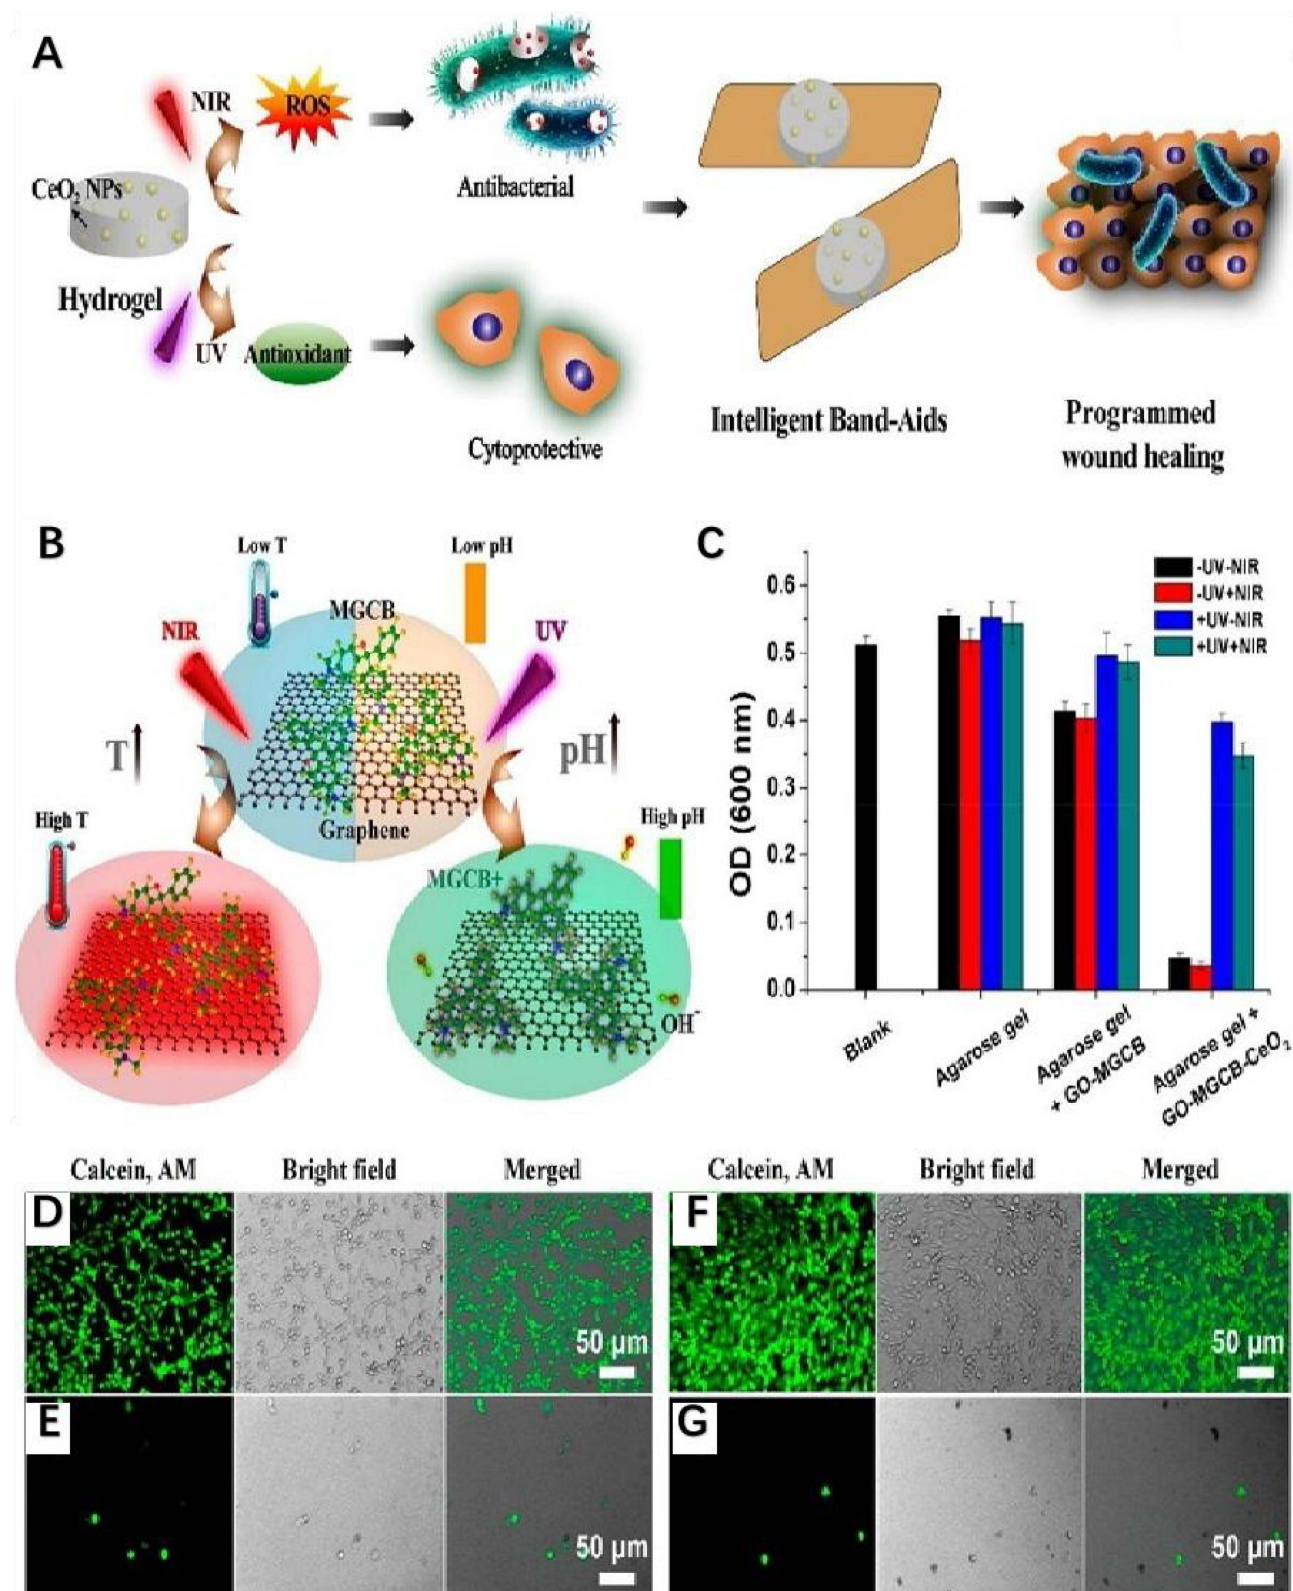 A
NIR
ROS
CeO2 NPs
Antibacterial
Hydrogel
UV
Antioxidant
Cytoprotective
Intelligent Band-Aids
Programmed
wound healing
B
Low T
Low pH
MGCB
NIR
UV
T
pH
High T
Graphene
High pH
MGCB+
OH-
C
-UV-NIR
-UV+NIR
+UV-NIR
+UV+NIR
OD (600 nm)
0.6
0.5
0.4
0.3
0.2
0.1
0.0
Blank
Agarose gel
Agarose gel
+ GO-MGCB
Agarose gel +
GO-MGCB-CeO2
Calcein, AM
Bright field
Merged
Calcein, AM
Bright field
Merged
D
50 μm
F
50 μm
E
50 μm
G
50 μm